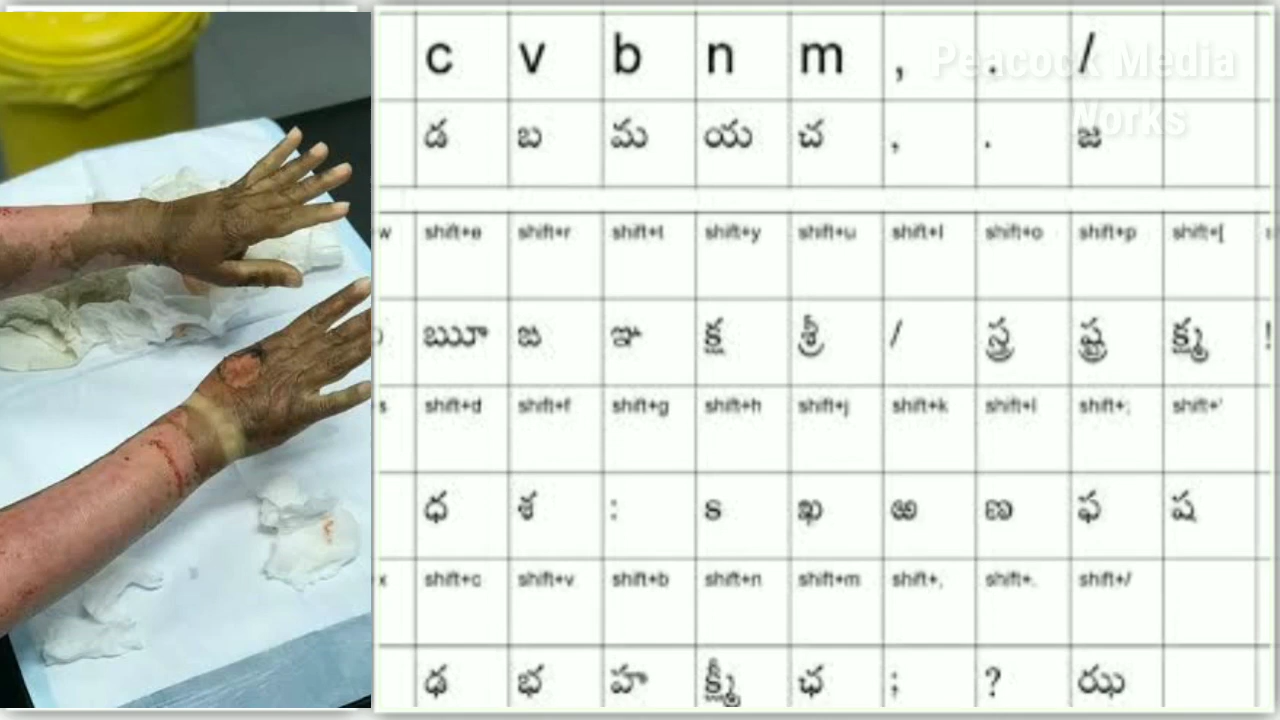 c v b n m , . /
Peacock Media
Works
డ బ మ య చ , . జ
w shift+e shift+r shift+t shift+y shift+u shift+I shift+o shift+p shift+[
ౠ ఙ ఞ క్ష శ్రీ / స్త్ర ష్ట్ర క్ష్మ !
s shift+d shift+f shift+g shift+h shift+j shift+k shift+l shift+; shift+'
ధ శ : s ఖ ఱ ణ ఫ ష
x shift+c shift+v shift+b shift+n shift+m shift+, shift+. shift+/
ఢ భ హ క్ష్మీ ఛ ; ? ఝ